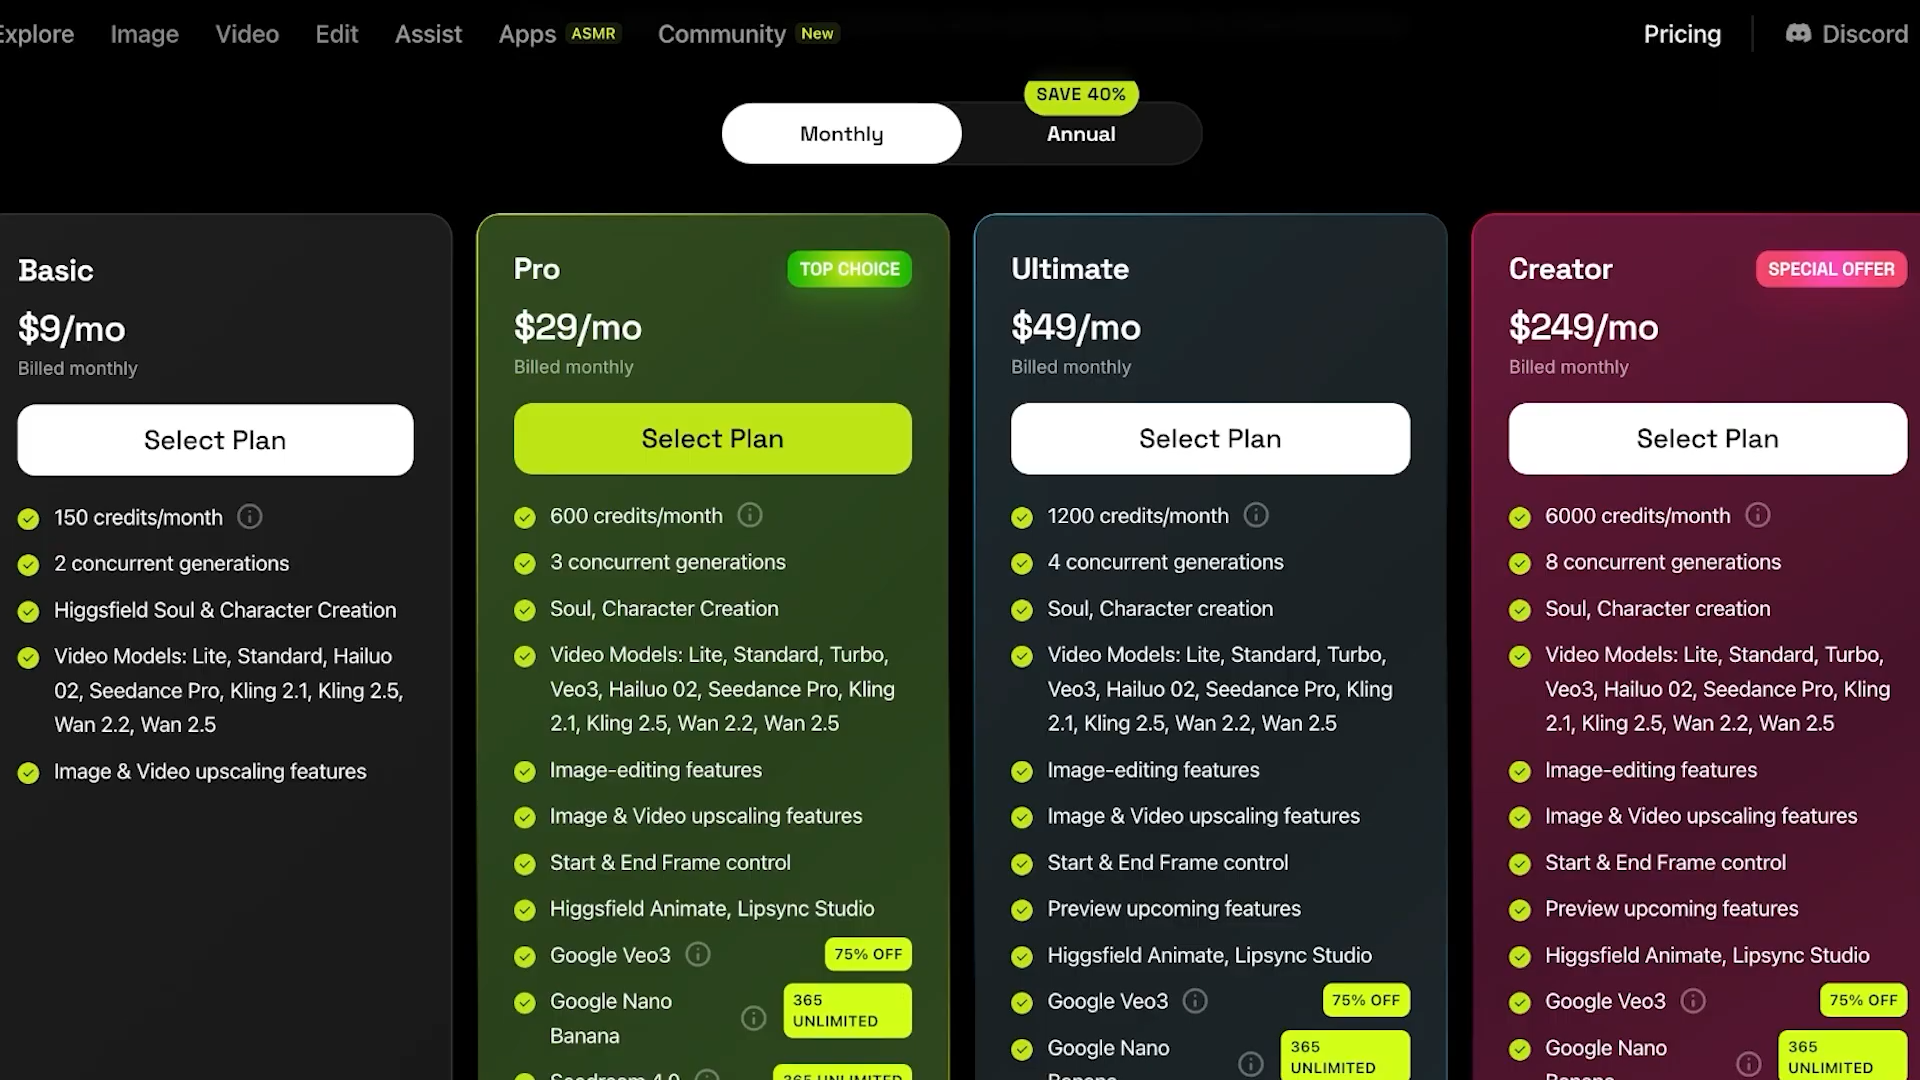 Explore
Image
Video
Edit
Assist
Apps ASMR
Community New
Pricing
Discord
SAVE 40%
Monthly
Annual
Basic
$9/mo
Billed monthly
Select Plan
150 credits/month
2 concurrent generations
Higgsfield Soul & Character Creation
Video Models: Lite, Standard, Hailuo
02, Seedance Pro, Kling 2.1, Kling 2.5,
Wan 2.2, Wan 2.5
Image & Video upscaling features
Pro
TOP CHOICE
$29/mo
Billed monthly
Select Plan
600 credits/month
3 concurrent generations
Soul, Character Creation
Video Models: Lite, Standard, Turbo,
Veo3, Hailuo 02, Seedance Pro, Kling
2.1, Kling 2.5, Wan 2.2, Wan 2.5
Image-editing features
Image & Video upscaling features
Start & End Frame control
Higgsfield Animate, Lipsync Studio
Google Veo3
75% OFF
Google Nano
Banana
365
UNLIMITED
Seedream 4.0
365 UNLIMITED
Ultimate
$49/mo
Billed monthly
Select Plan
1200 credits/month
4 concurrent generations
Soul, Character creation
Video Models: Lite, Standard, Turbo,
Veo3, Hailuo 02, Seedance Pro, Kling
2.1, Kling 2.5, Wan 2.2, Wan 2.5
Image-editing features
Image & Video upscaling features
Start & End Frame control
Preview upcoming features
Higgsfield Animate, Lipsync Studio
Google Veo3
75% OFF
Google Nano
Banana
365
UNLIMITED
Creator
SPECIAL OFFER
$249/mo
Billed monthly
Select Plan
6000 credits/month
8 concurrent generations
Soul, Character creation
Video Models: Lite, Standard, Turbo,
Veo3, Hailuo 02, Seedance Pro, Kling
2.1, Kling 2.5, Wan 2.2, Wan 2.5
Image-editing features
Image & Video upscaling features
Start & End Frame control
Preview upcoming features
Higgsfield Animate, Lipsync Studio
Google Veo3
75% OFF
Google Nano
Banana
365
UNLIMITED